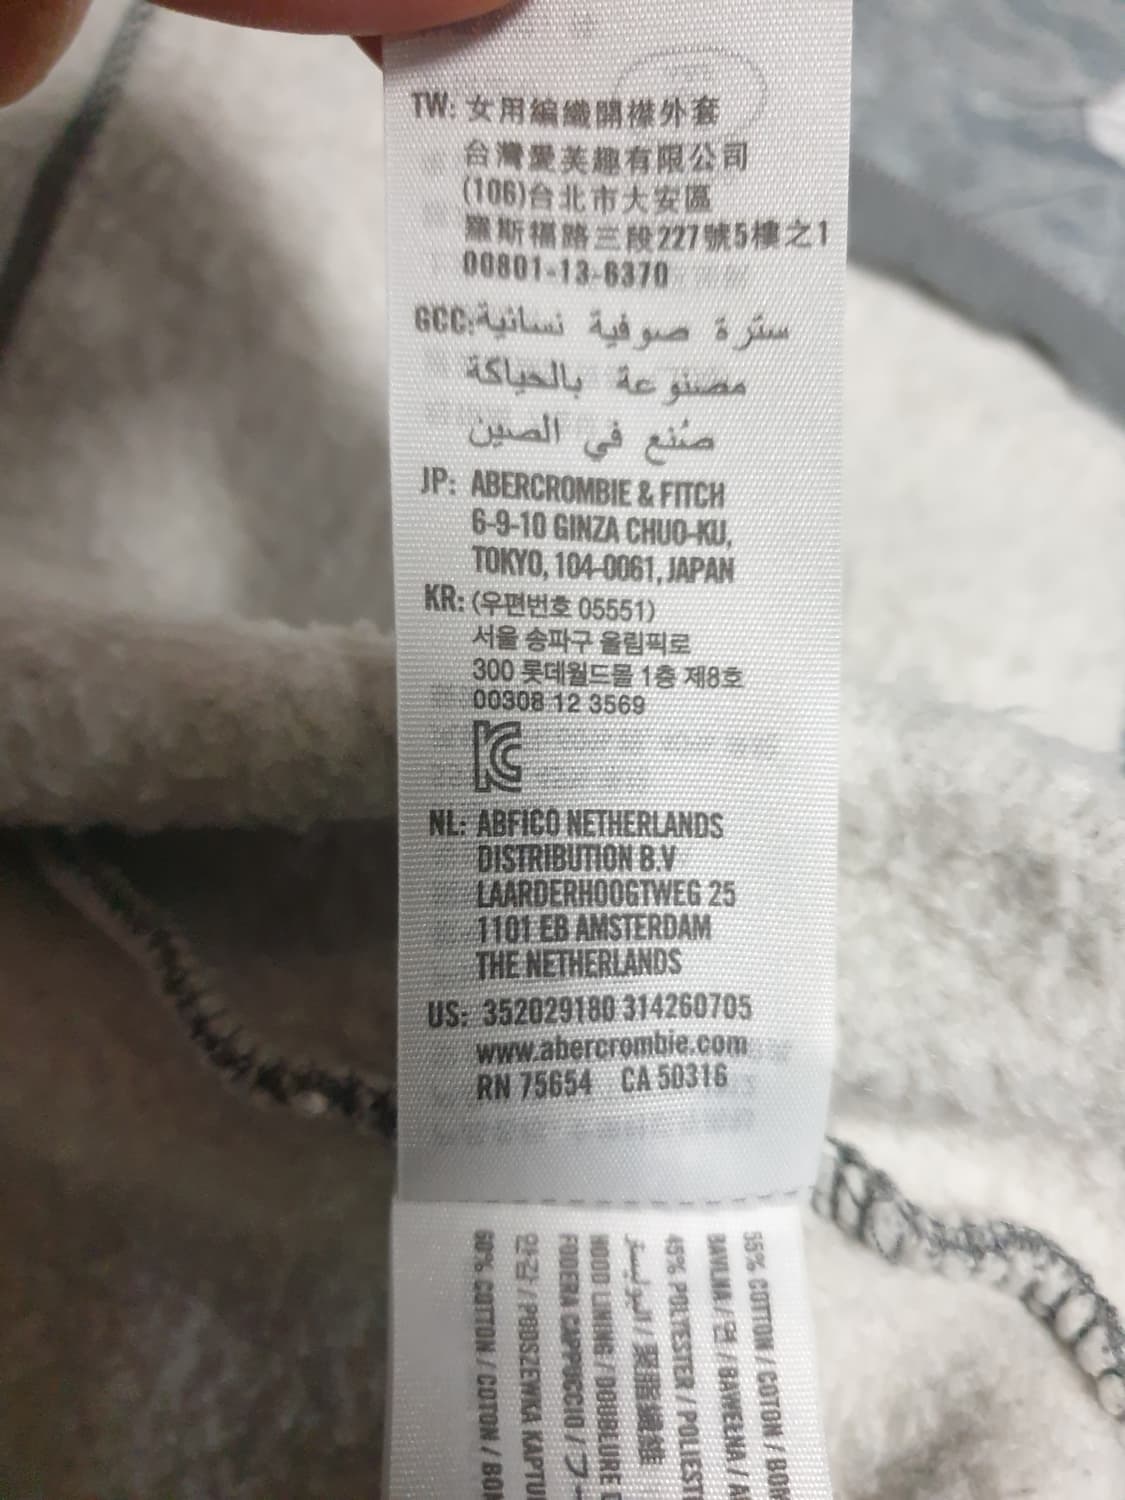 TW: 女用編織開襟外套
台灣愛美趣有限公司
(106)台北市大安區
羅斯福路三段227號5樓之1
00801-13-6370
GCC: سترة صوفية نسائية
مصنوعة بالحياكة
صُنع في الصين
JP: ABERCROMBIE & FITCH
6-9-10 GINZA CHUO-KU,
TOKYO, 104-0061, JAPAN
KR: (우편번호 05551)
서울 송파구 올림픽로
300 롯데월드몰 1층 제8호
00308 12 3569
NL: ABFICO NETHERLANDS
DISTRIBUTION B.V
LAARDERHOOGTWEG 25
1101 EB AMSTERDAM
THE NETHERLANDS
US: 352029180 314260705
www.abercrombie.com
RN 75654 CA 50316
55% COTTON / COTON /
BAVLNA / 면 / BAWEŁNA /
45% POLYESTER /
HOOD LINING / DOUBLURE
FODERA CAPPUCCIO /
안감 / PODSZEWKA
60% COTTON / COTON /